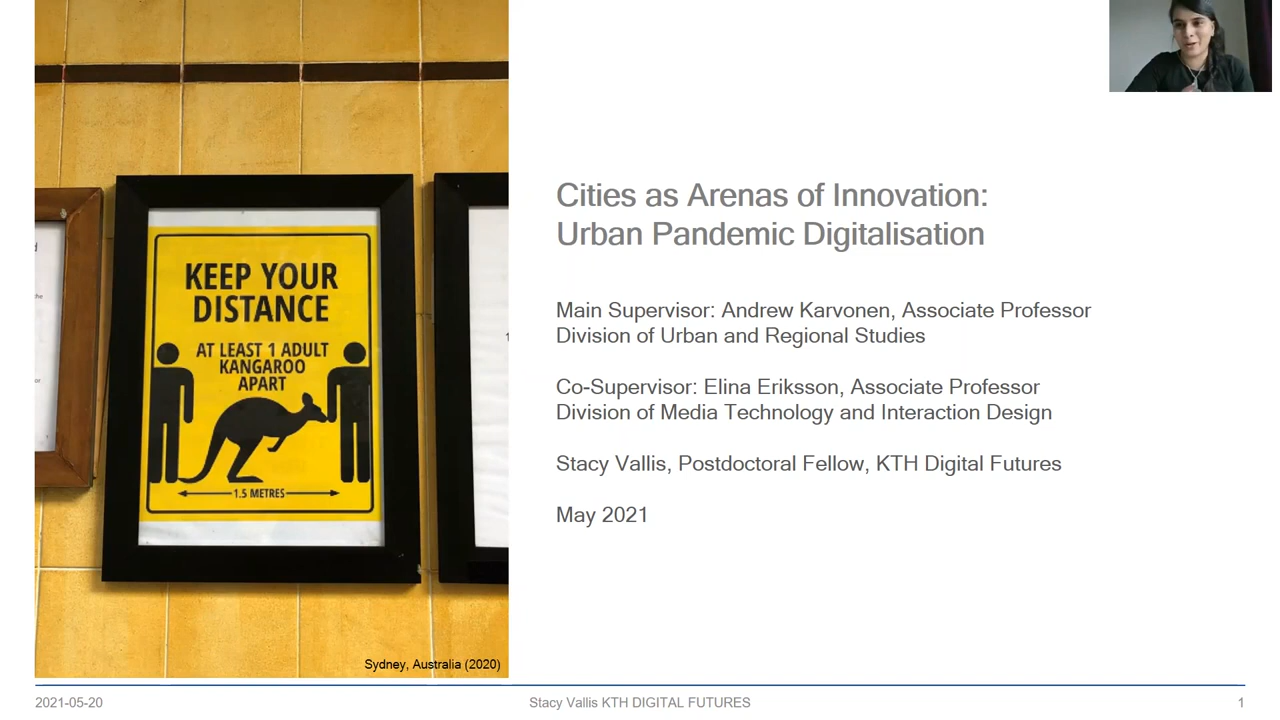 KEEP YOUR
DISTANCE
AT LEAST 1 ADULT
KANGAROO
APART
1.5 METRES
Sydney, Australia (2020)
Cities as Arenas of Innovation:
Urban Pandemic Digitalisation
Main Supervisor: Andrew Karvonen, Associate Professor
Division of Urban and Regional Studies
Co-Supervisor: Elina Eriksson, Associate Professor
Division of Media Technology and Interaction Design
Stacy Vallis, Postdoctoral Fellow, KTH Digital Futures
May 2021
2021-05-20
Stacy Vallis KTH DIGITAL FUTURES
1